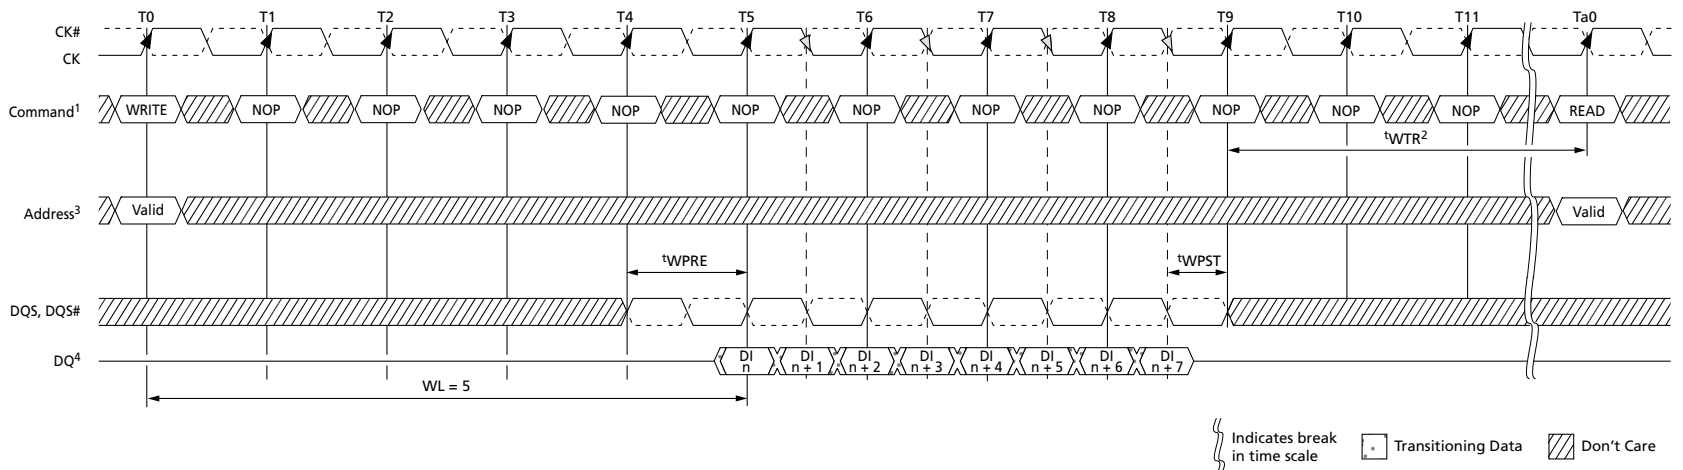 T0 T1 T2 T3 T4 T5 T6 T7 T8 T9 T10 T11 Ta0
CK#
CK
Command1 WRITE NOP NOP NOP NOP NOP NOP NOP NOP NOP NOP NOP READ
tWTR2
Address3 Valid Valid
tWPRE tWPST
DQS, DQS#
DQ4 DI n DI n + 1 DI n + 2 DI n + 3 DI n + 4 DI n + 5 DI n + 6 DI n + 7
WL = 5
Indicates break
in time scale
Transitioning Data
Don't Care